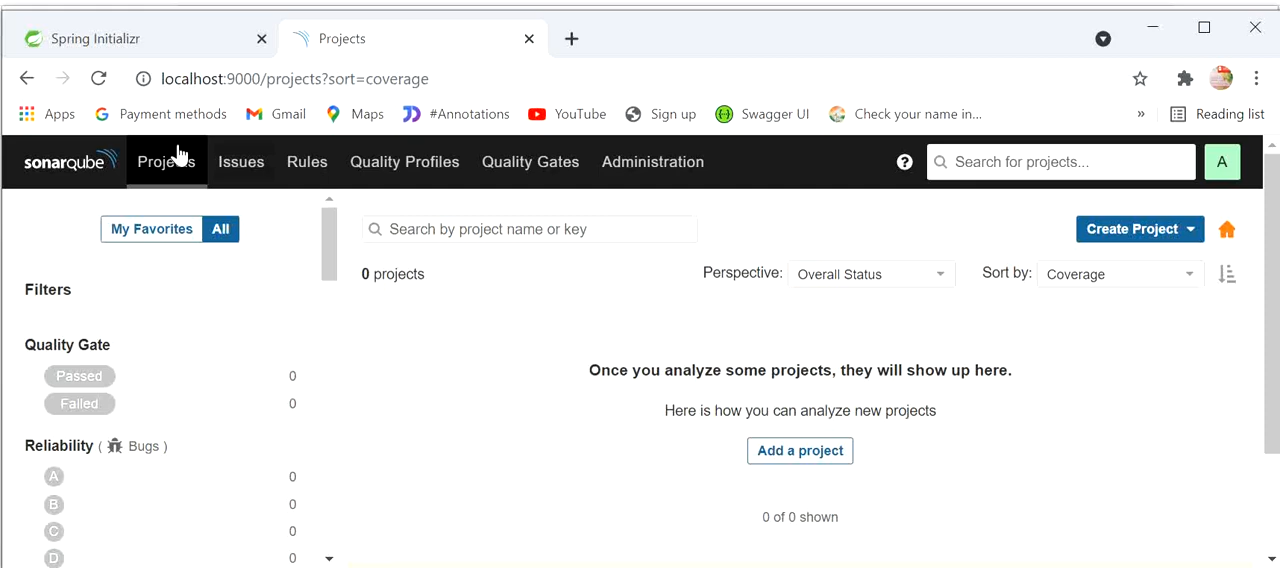 Spring Initializr
Projects
localhost:9000/projects?sort=coverage
Apps Payment methods Gmail Maps #Annotations YouTube Sign up Swagger UI Check your name in... » Reading list
sonarqube Projects Issues Rules Quality Profiles Quality Gates Administration ? Search for projects... A
My Favorites All Search by project name or key Create Project
0 projects Perspective: Overall Status Sort by: Coverage
Filters
Quality Gate
Passed 0
Failed 0
Reliability ( Bugs )
A 0
B 0
C 0
D 0
Once you analyze some projects, they will show up here.
Here is how you can analyze new projects
Add a project
0 of 0 shown